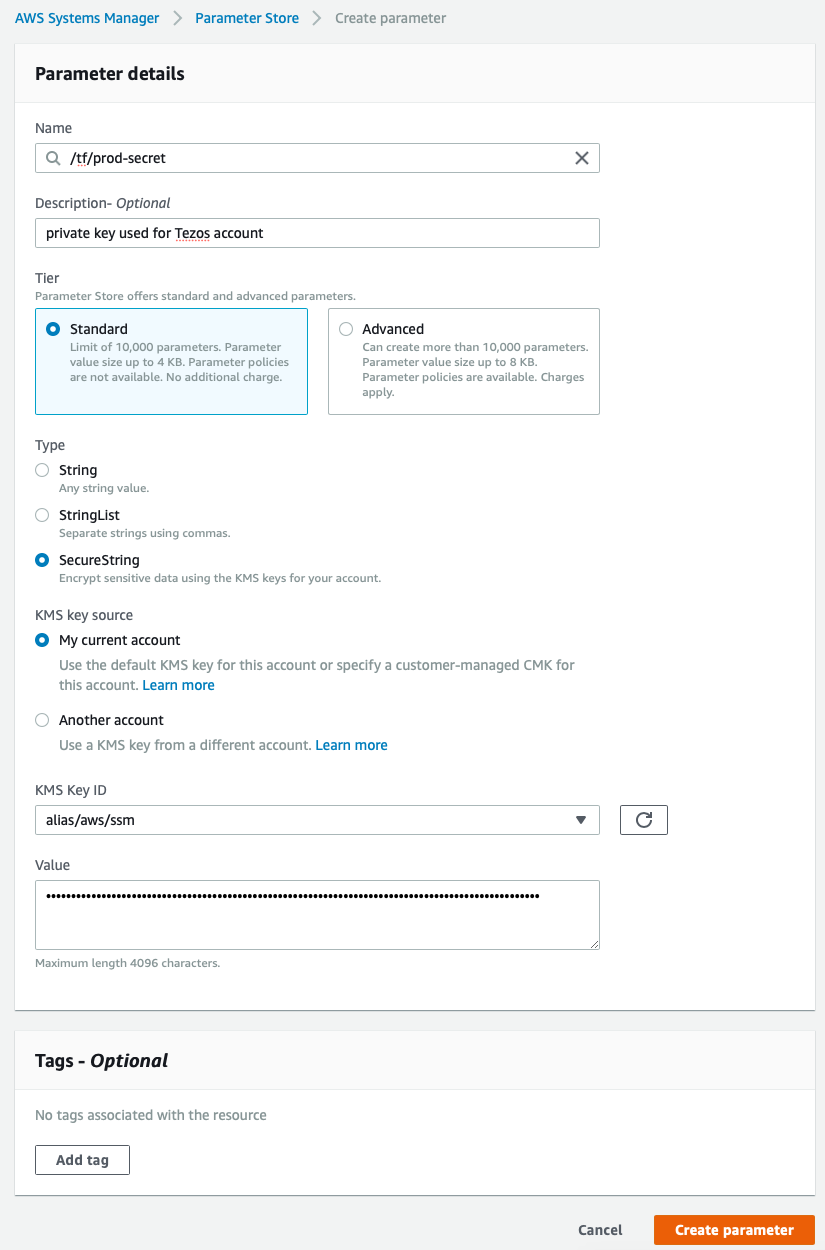 AWS Systems Manager > Parameter Store > Create parameter
Parameter details
Name
/tf/prod-secret
Description- Optional
private key used for Tezos account
Tier
Parameter Store offers standard and advanced parameters.
Standard
Limit of 10,000 parameters. Parameter
value size up to 4 KB. Parameter policies
are not available. No additional charge.
Advanced
Can create more than 10,000 parameters.
Parameter value size up to 8 KB.
Parameter policies are available. Charges
apply.
Type
String
Any string value.
StringList
Separate strings using commas.
SecureString
Encrypt sensitive data using the KMS keys for your account.
KMS key source
My current account
Use the default KMS key for this account or specify a customer-managed CMK for
this account. Learn more
Another account
Use a KMS key from a different account. Learn more
KMS Key ID
alias/aws/ssm
Value
Maximum length 4096 characters.
Tags - Optional
No tags associated with the resource
Add tag
Cancel
Create parameter